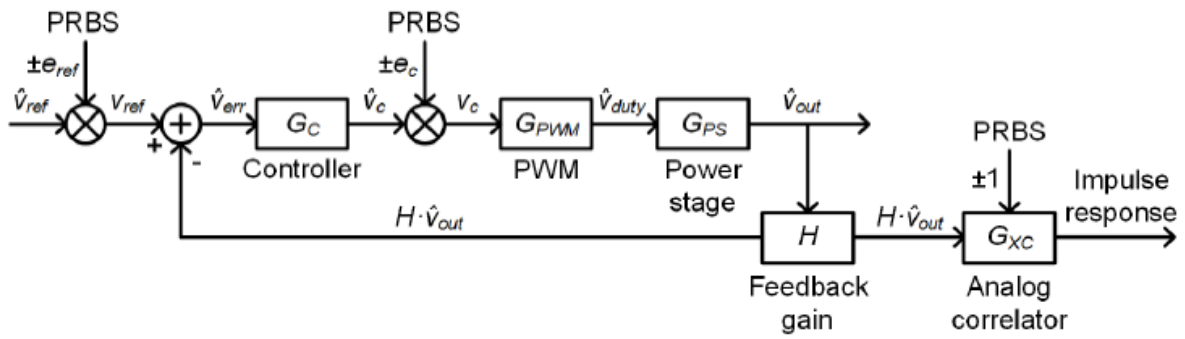 PRBS
PRBS
±e_ref
±e_c
v̂_ref
v_ref
v̂_err
G_C
v̂_c
v_c
G_PWM
v̂_duty
G_PS
v̂_out
+
+
-
Controller
PWM
Power
stage
PRBS
±1
Impulse
response
H·v̂_out
H
H·v̂_out
G_XC
Feedback
gain
Analog
correlator